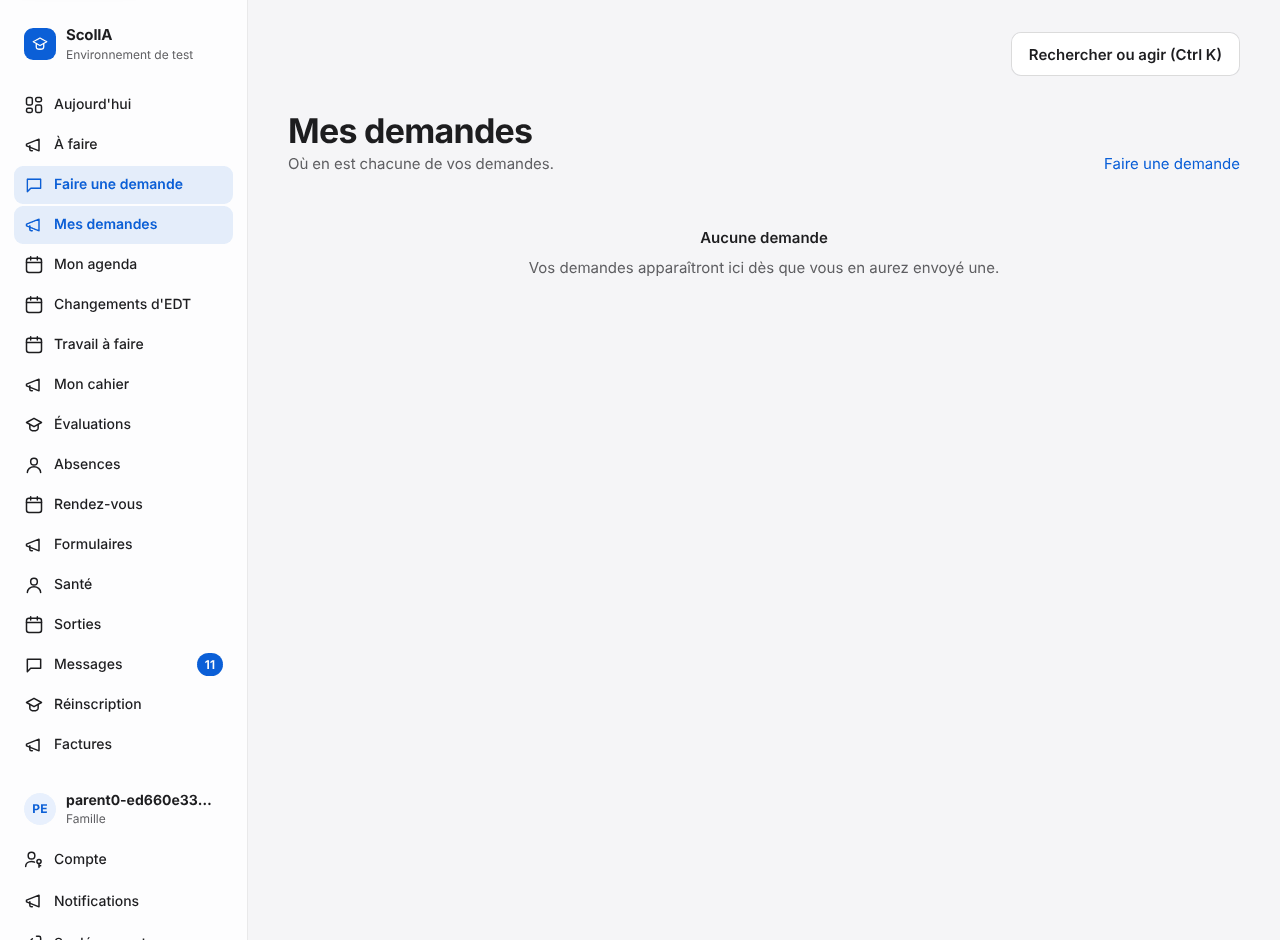 ScolIA
Environnement de test
Aujourd'hui
À faire
Faire une demande
Mes demandes
Mon agenda
Changements d'EDT
Travail à faire
Mon cahier
Évaluations
Absences
Rendez-vous
Formulaires
Santé
Sorties
Messages 11
Réinscription
Factures
PE
parent0-ed660e33...
Famille
Compte
Notifications
Rechercher ou agir (Ctrl K)
Mes demandes
Où en est chacune de vos demandes.
Faire une demande
Aucune demande
Vos demandes apparaîtront ici dès que vous en aurez envoyé une.